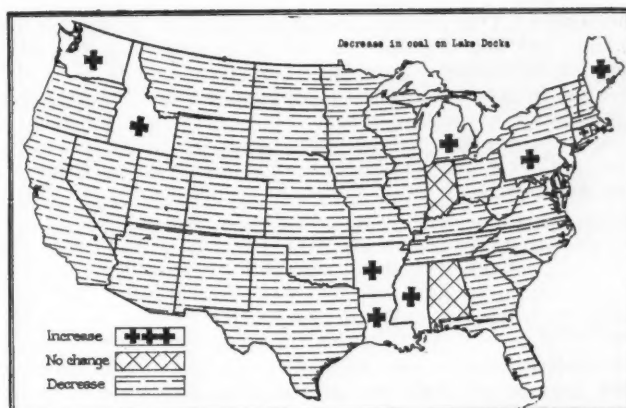 Decrease in coal on Lake Docks
Increase
No change
Decrease